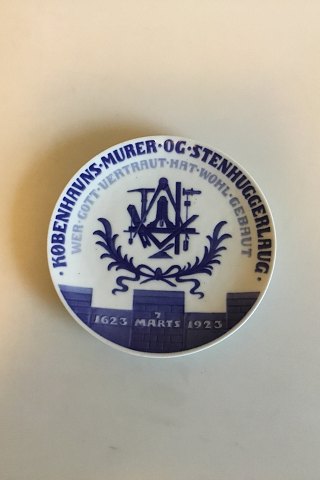 · KØBENHAVNS · MURER · OG · STENHUGGERLAUG ·
WER · GOTT · VERTRAUT · HAT · WOHL · GEBAUT
1623 7 MARTS 1923